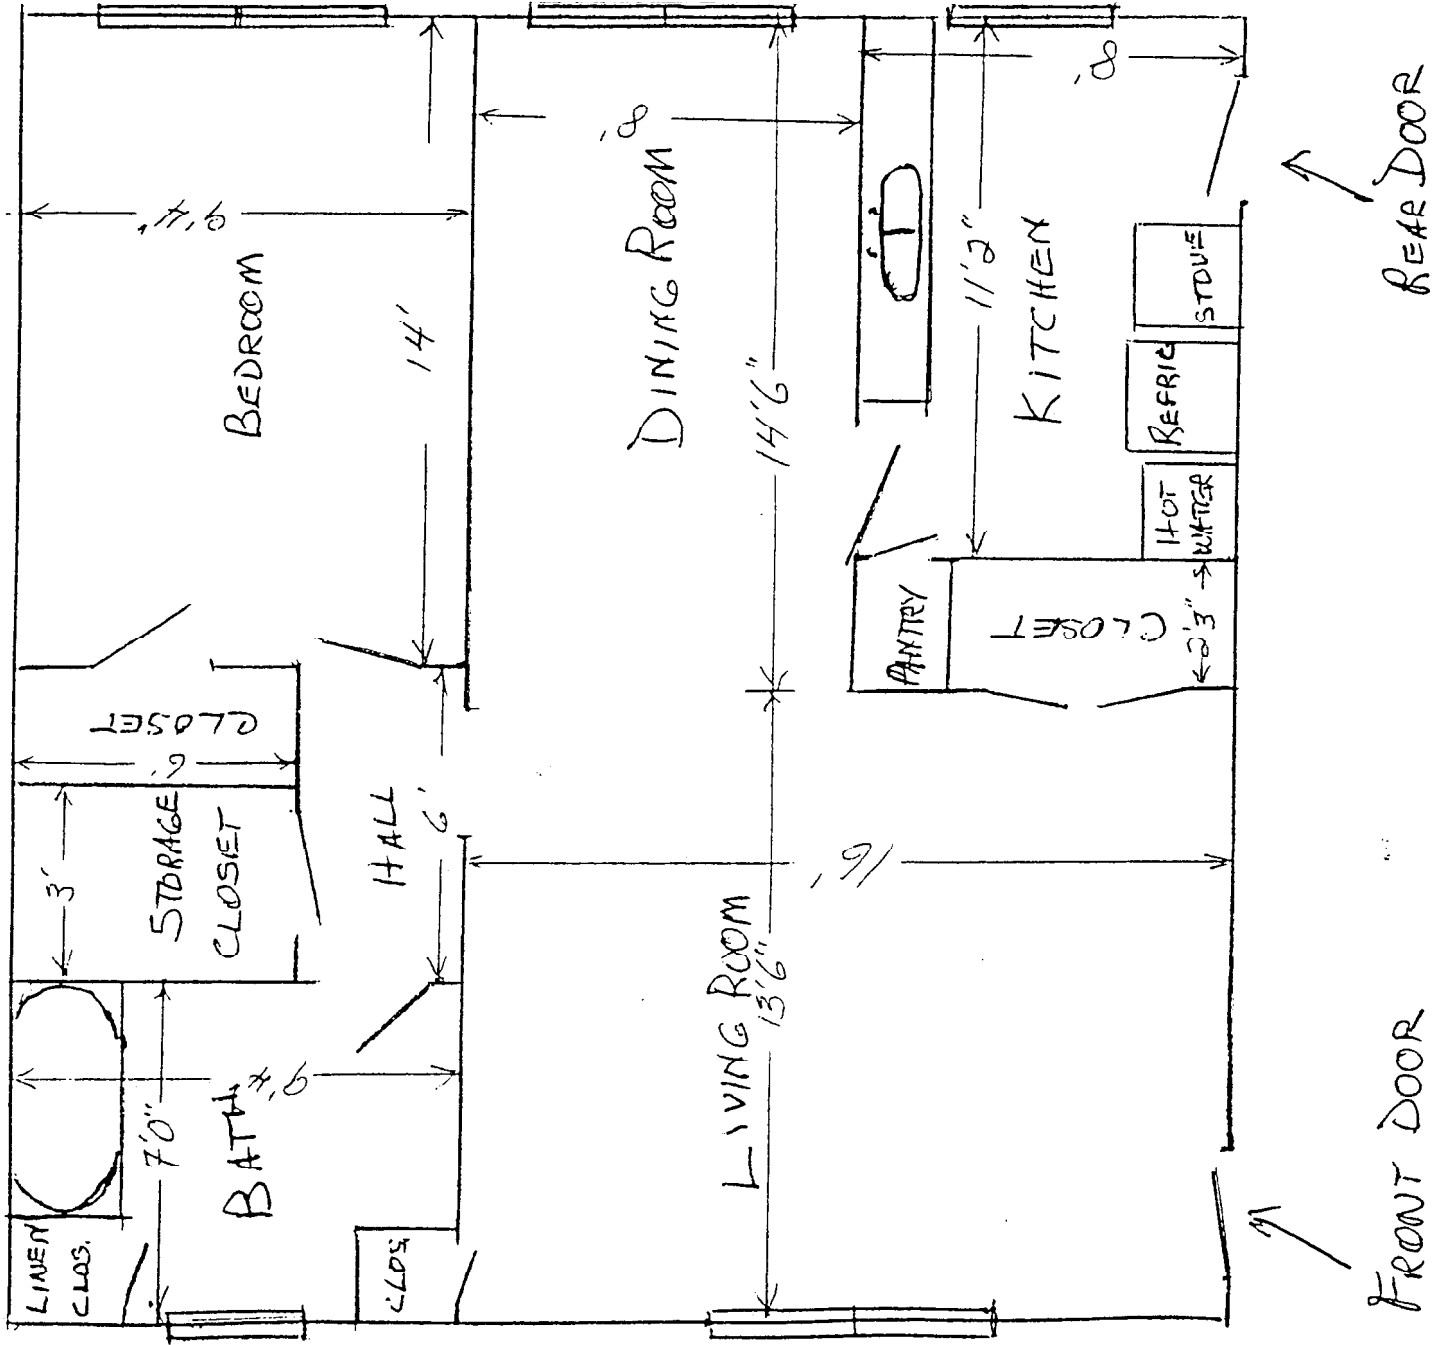 BEDROOM
9'4"
14'
DINING ROOM
8'
14'6"
KITCHEN
8'
11'2"
STOVE
REFRIG
HOT
WATER
REAR DOOR
CLOSET
6'
STORAGE
CLOSET
3'
HALL
6'
PANTRY
CLOSET
2'3"
BATH
9'4"
7'0"
LINEN
CLOS.
CLOS.
LIVING ROOM
13'6"
16'
FRONT DOOR